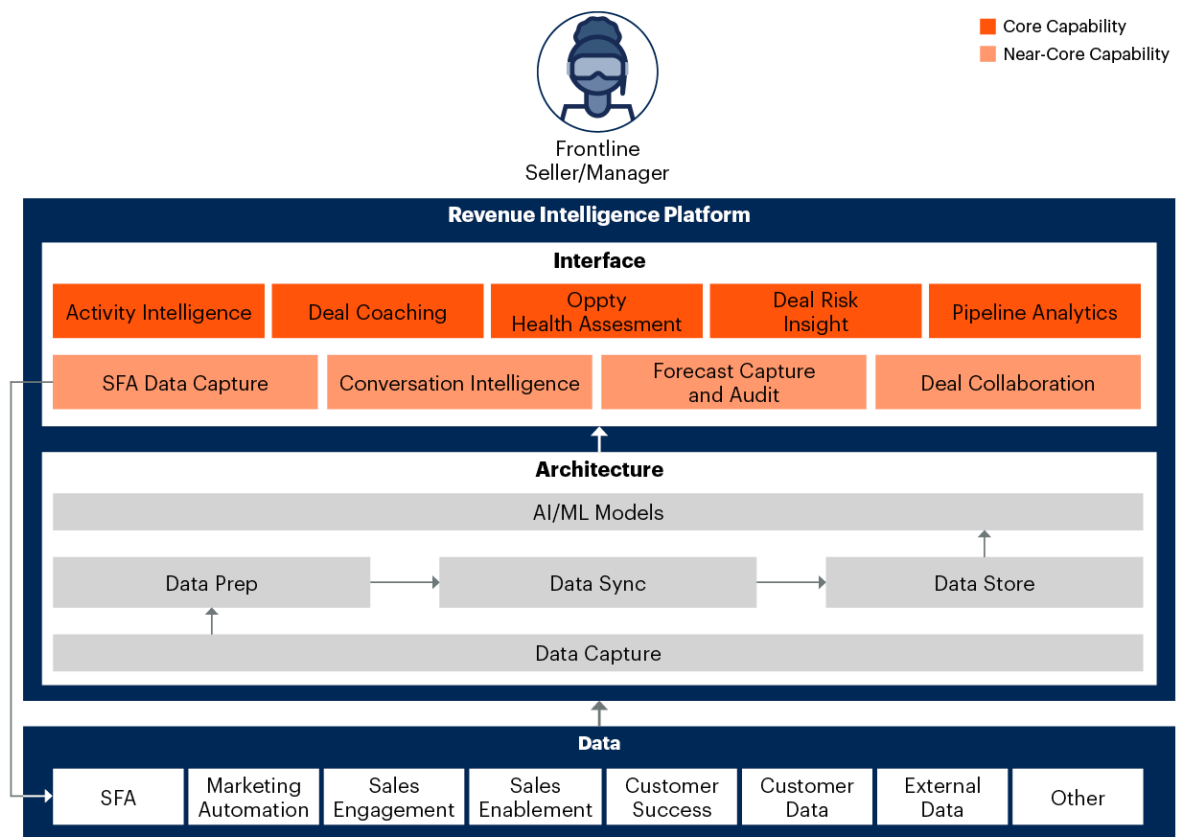 Core Capability
Near-Core Capability
Frontline
Seller/Manager
Revenue Intelligence Platform
Interface
Activity Intelligence
Deal Coaching
Oppty
Health Assesment
Deal Risk
Insight
Pipeline Analytics
SFA Data Capture
Conversation Intelligence
Forecast Capture
and Audit
Deal Collaboration
Architecture
AI/ML Models
Data Prep
Data Sync
Data Store
Data Capture
Data
SFA
Marketing
Automation
Sales
Engagement
Sales
Enablement
Customer
Success
Customer
Data
External
Data
Other